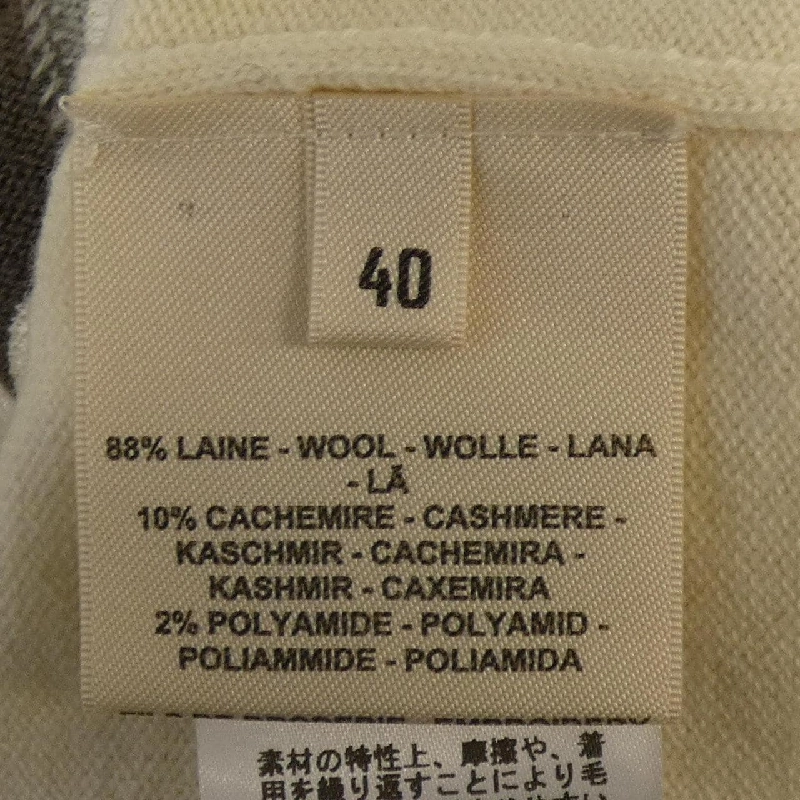 40
88% LAINE - WOOL - WOLLE - LANA
- LÃ
10% CACHEMIRE - CASHMERE -
KASCHMIR - CACHEMIRA -
KASHMIR - CAXEMIRA
2% POLYAMIDE - POLYAMID -
POLIAMMIDE - POLIAMIDA
EMBROIDERY
素材の特性上、摩擦や、着
用を繰り返すことにより毛